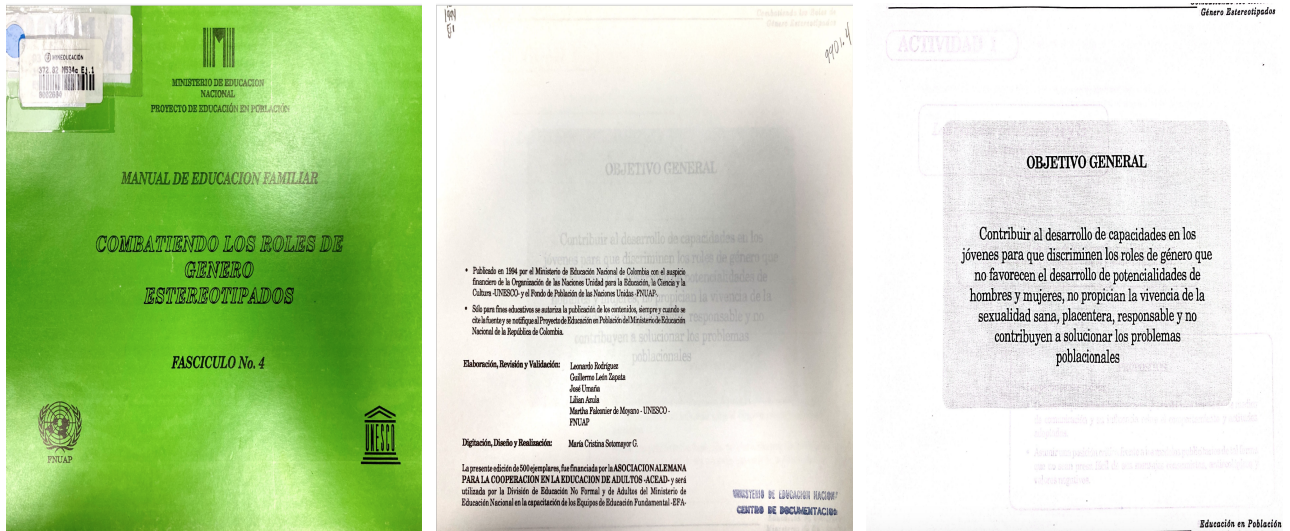 MINEDUCACIÓN
MINISTERIO DE EDUCACION
NACIONAL
PROYECTO DE EDUCACIÓN EN POBLACIÓN
MANUAL DE EDUCACION FAMILIAR
COMBATIENDO LOS ROLES DE
GENERO
ESTEREOTIPADOS
FASCICULO No. 4
FNUAP
UNESCO
1994
Ej. 1
9901.4
• Publicado en 1994 por el Ministerio de Educación Nacional de Colombia con el auspicio
financiero de la Organización de las Naciones Unidad para la Educación, la Ciencia y la
Cultura -UNESCO- y el Fondo de Población de las Naciones Unidas -FNUAP-.
• Sólo para fines educativos se autoriza la publicación de los contenidos, siempre y cuando se
cite la fuente y se notifique al Proyecto de Educación en Población del Ministerio de Educación
Nacional de la República de Colombia.
Elaboración, Revisión y Validación: Leonardo Rodríguez
Guillermo León Zapata
José Umaña
Lilian Azula
Martha Falconier de Moyano - UNESCO -
FNUAP
Digitación, Diseño y Realización: María Cristina Sotomayor G.
La presente edición de 500 ejemplares, fue financiada por la ASOCIACION ALEMANA
PARA LA COOPERACION EN LA EDUCACION DE ADULTOS -ACEAD- y será
utilizada por la División de Educación No Formal y de Adultos del Ministerio de
Educación Nacional en la capacitación de los Equipos de Educación Fundamental -EFA-
MINISTERIO DE EDUCACION NACION
CENTRO DE DOCUMENTACION
Género Estereotipados
ACTIVIDAD 1
OBJETIVO GENERAL
Contribuir al desarrollo de capacidades en los
jóvenes para que discriminen los roles de género que
no favorecen el desarrollo de potencialidades de
hombres y mujeres, no propician la vivencia de la
sexualidad sana, placentera, responsable y no
contribuyen a solucionar los problemas
poblacionales
Educación en Población